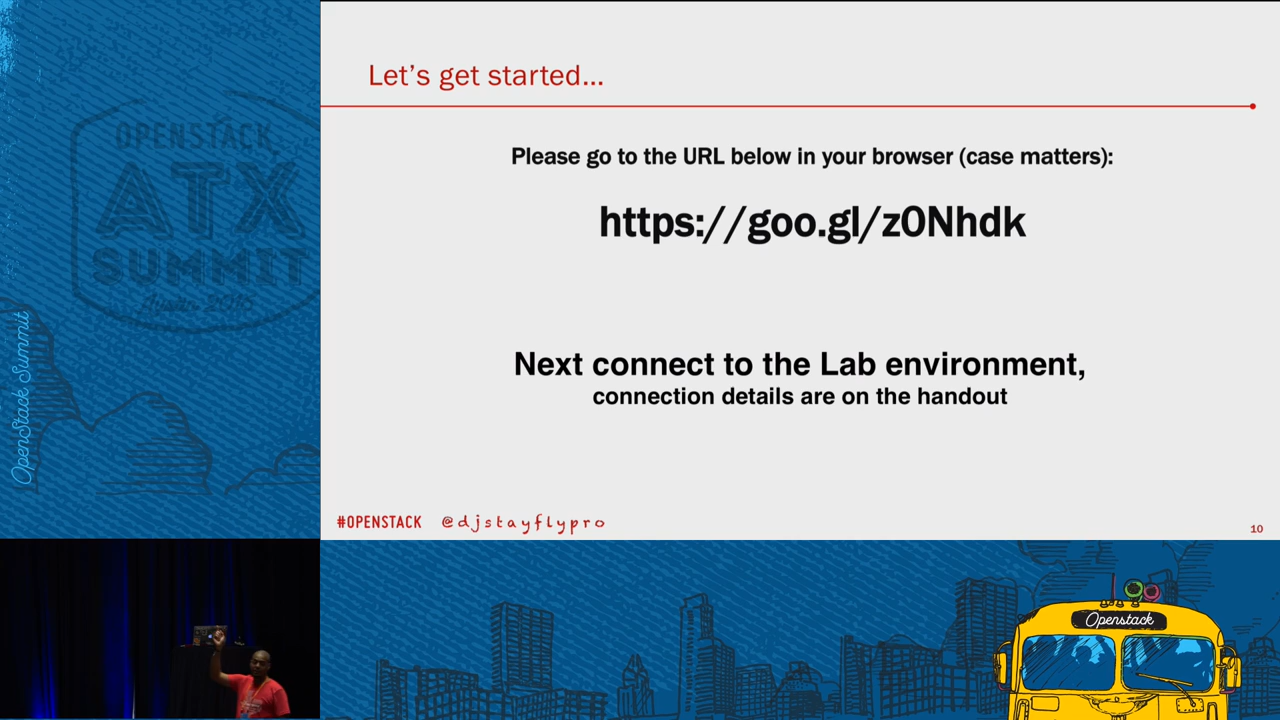 Let's get started...
Please go to the URL below in your browser (case matters):
https://goo.gl/z0Nhdk
Next connect to the Lab environment,
connection details are on the handout
#OPENSTACK @djstayflypro
10
OPENSTACK
ATX
SUMMIT
Austin 2016
OpenStack Summit
Openstack